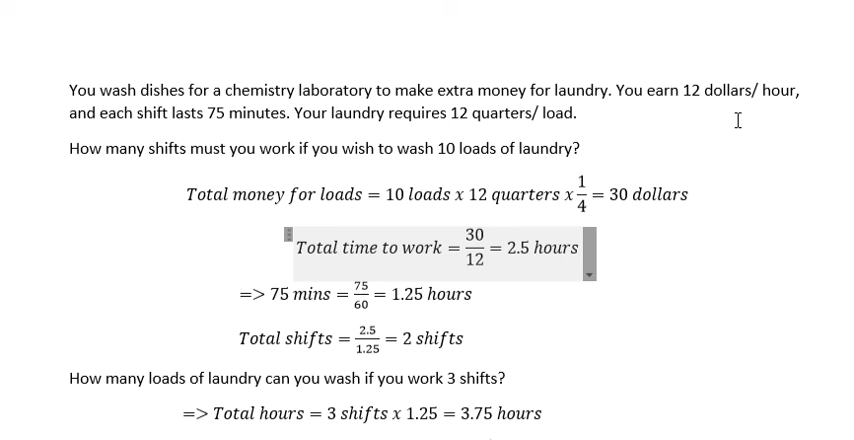 You wash dishes for a chemistry laboratory to make extra money for laundry. You earn 12 dollars/ hour,
and each shift lasts 75 minutes. Your laundry requires 12 quarters/ load.
How many shifts must you work if you wish to wash 10 loads of laundry?
Total money for loads = 10 loads x 12 quarters x 1/4 = 30 dollars
Total time to work = 30/12 = 2.5 hours
=> 75 mins = 75/60 = 1.25 hours
Total shifts = 2.5/1.25 = 2 shifts
How many loads of laundry can you wash if you work 3 shifts?
=> Total hours = 3 shifts x 1.25 = 3.75 hours